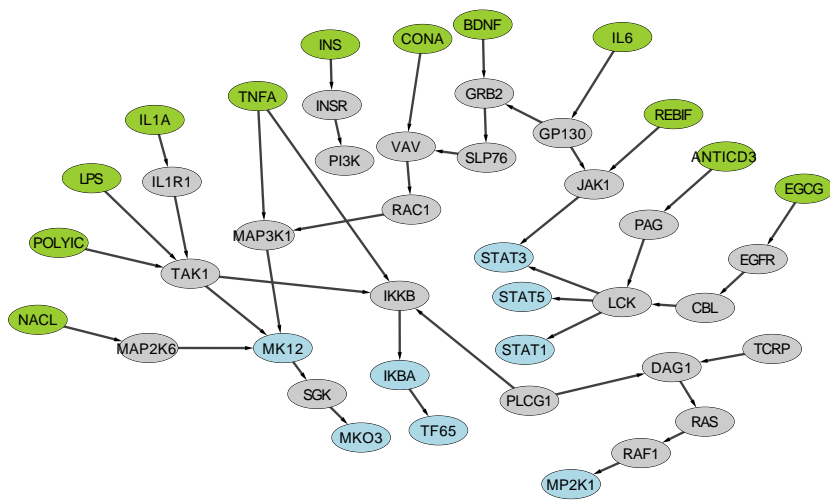 BDNF
IL6
INS
CONA
TNFA
INSR
GRB2
REBIF
IL1A
GP130
VAV
SLP76
ANTICD3
PI3K
LPS
IL1R1
JAK1
EGCG
RAC1
PAG
POLYIC
MAP3K1
STAT3
EGFR
TAK1
IKKB
STAT5
LCK
CBL
NACL
MAP2K6
MK12
STAT1
TCRP
IKBA
DAG1
SGK
PLCG1
RAS
MKO3
TF65
RAF1
MP2K1